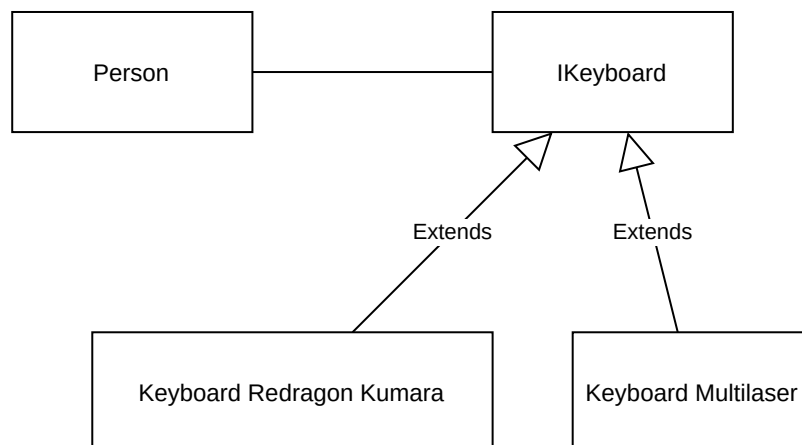 Person
IKeyboard
Extends
Extends
Keyboard Redragon Kumara
Keyboard Multilaser